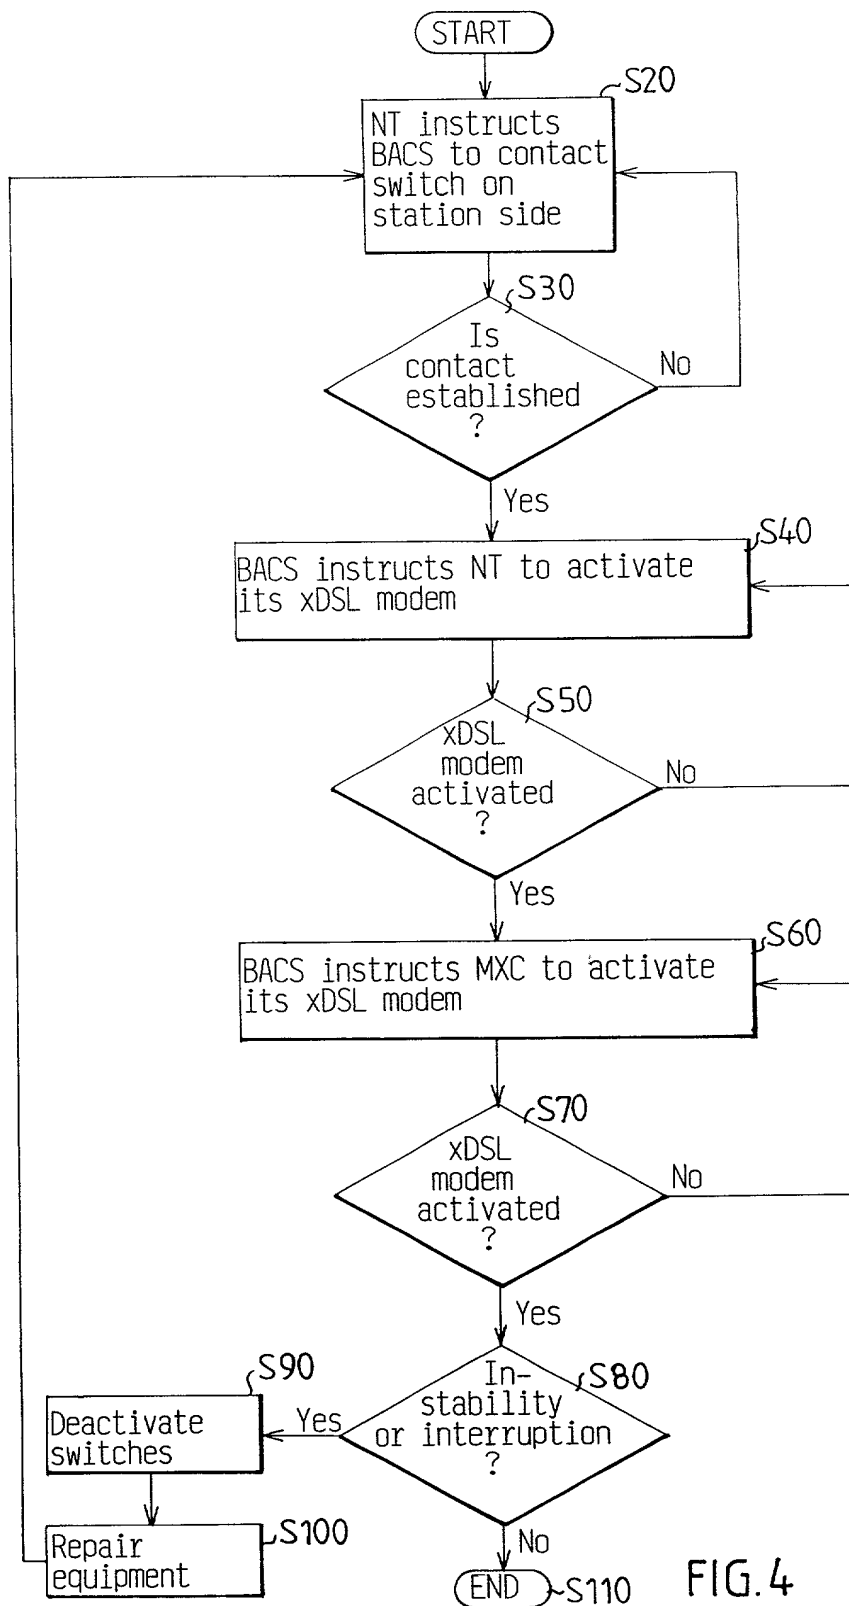 START
S20
NT instructs
BACS to contact
switch on
station side
S30
Is
contact
established
?
No
Yes
S40
BACS instructs NT to activate
its xDSL modem
S50
xDSL
modem
activated
?
No
Yes
S60
BACS instructs MXC to activate
its xDSL modem
S70
xDSL
modem
activated
?
No
Yes
S80
In-
stability
or interruption
?
Yes
S90
Deactivate
switches
S100
Repair
equipment
No
END
S110
FIG.4